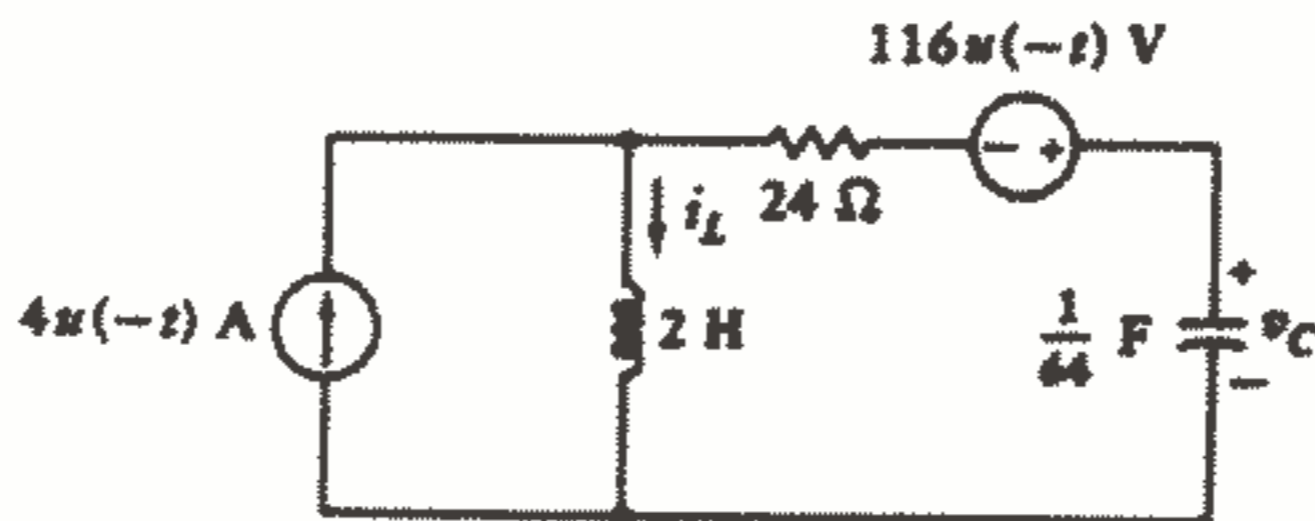 116u(−t) V
− +
24 Ω
i_L
4u(−t) A
2 H
1/64 F
+
v_C
−